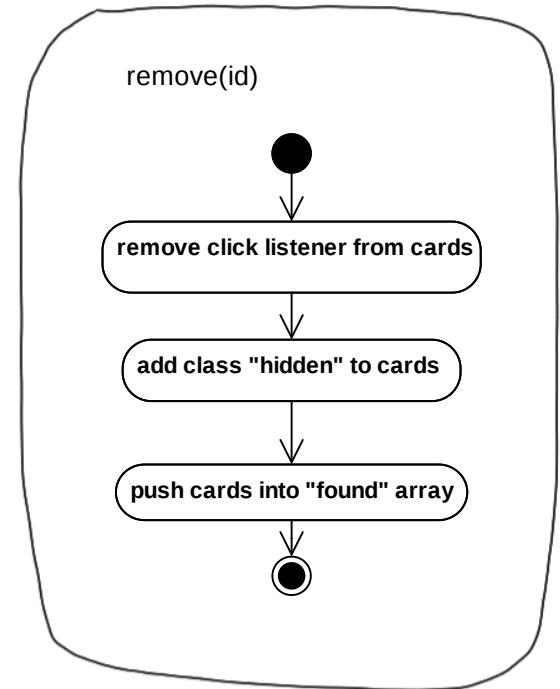 remove(id)
remove click listener from cards
add class "hidden" to cards
push cards into "found" array